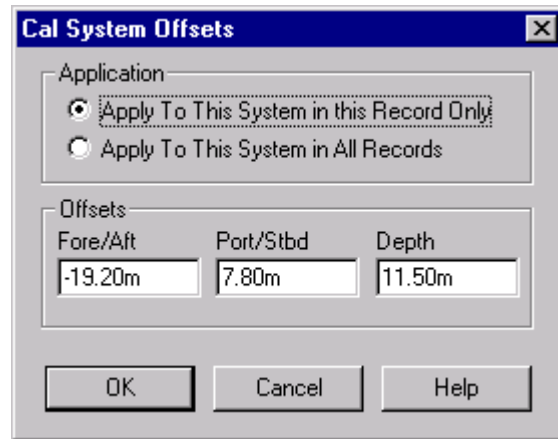 Cal System Offsets
Application
Apply To This System in this Record Only
Apply To This System in All Records
Offsets
Fore/Aft Port/Stbd Depth
-19.20m 7.80m 11.50m
OK Cancel Help